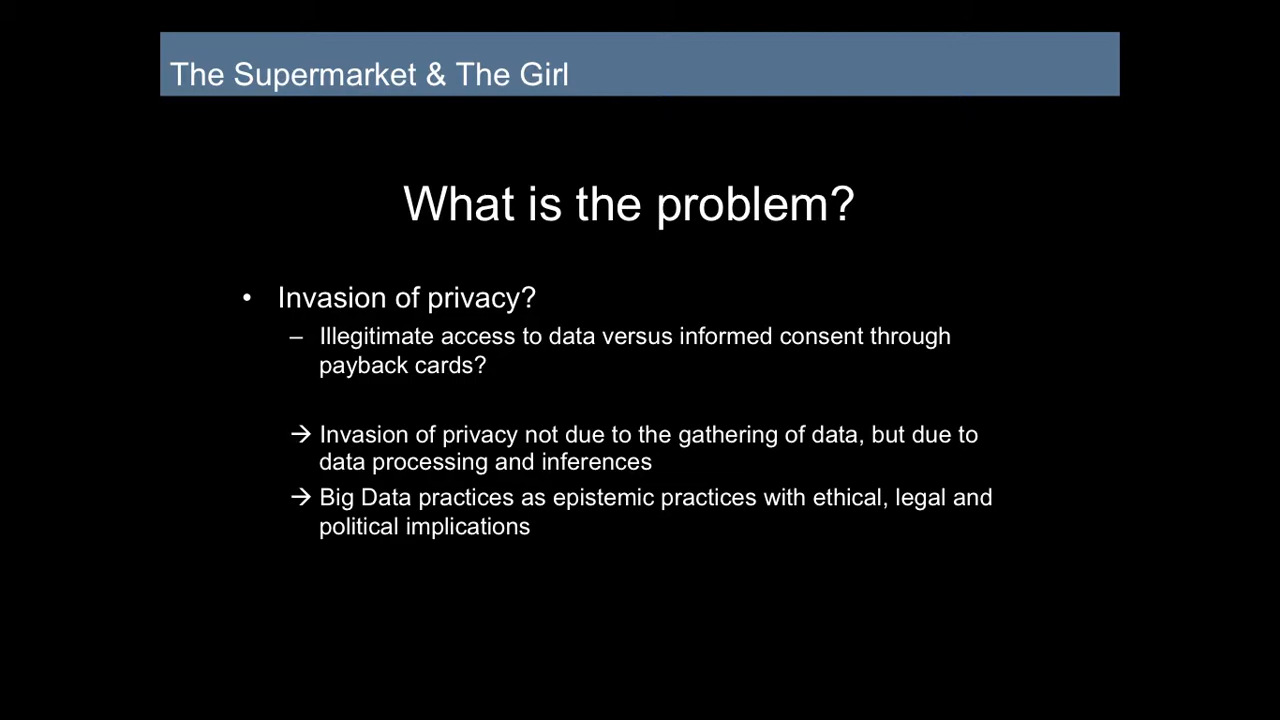 The Supermarket & The Girl
What is the problem?
• Invasion of privacy?
– Illegitimate access to data versus informed consent through
payback cards?
→ Invasion of privacy not due to the gathering of data, but due to
data processing and inferences
→ Big Data practices as epistemic practices with ethical, legal and
political implications